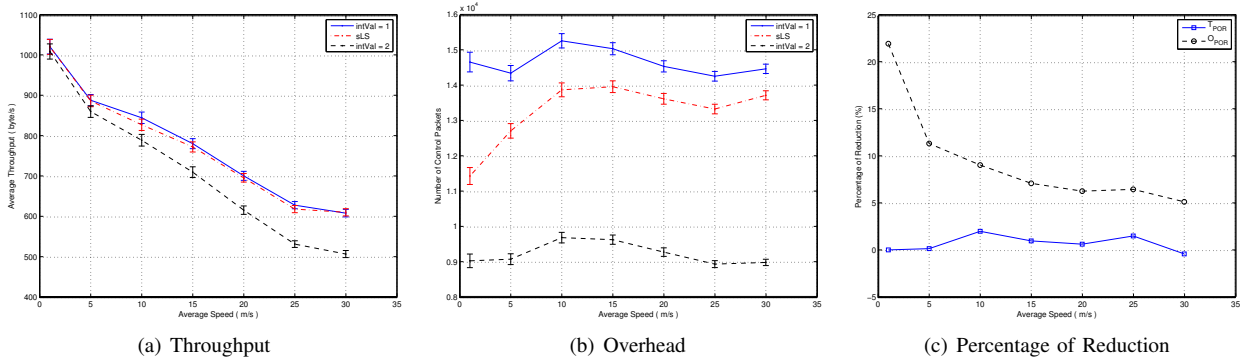 1100
1000
900
800
700
600
500
400
0
5
10
15
20
25
30
35
Average Throughput ( bytes )
Average Speed ( m/s )
intVal = 1
sLS
intVal = 2
(a) Throughput
x 10⁴
1.6
1.5
1.4
1.3
1.2
1.1
1
0.9
0.8
0
5
10
15
20
25
30
35
Number of Control Packets
Average Speed ( m/s )
intVal = 1
sLS
intVal = 2
(b) Overhead
25
20
15
10
5
0
−5
0
5
10
15
20
25
30
35
Percentage of Reduction (%)
Average Speed ( m/s )
T_POR
O_POR
(c) Percentage of Reduction